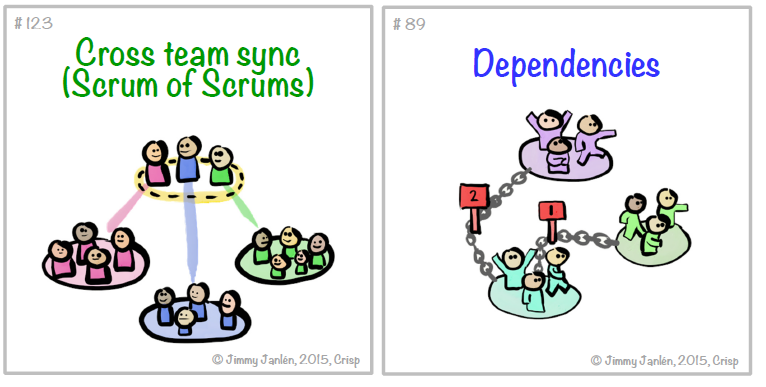 # 123
Cross team sync
(Scrum of Scrums)
© Jimmy Janlén, 2015, Crisp
# 89
Dependencies
2
1
© Jimmy Janlén, 2015, Crisp